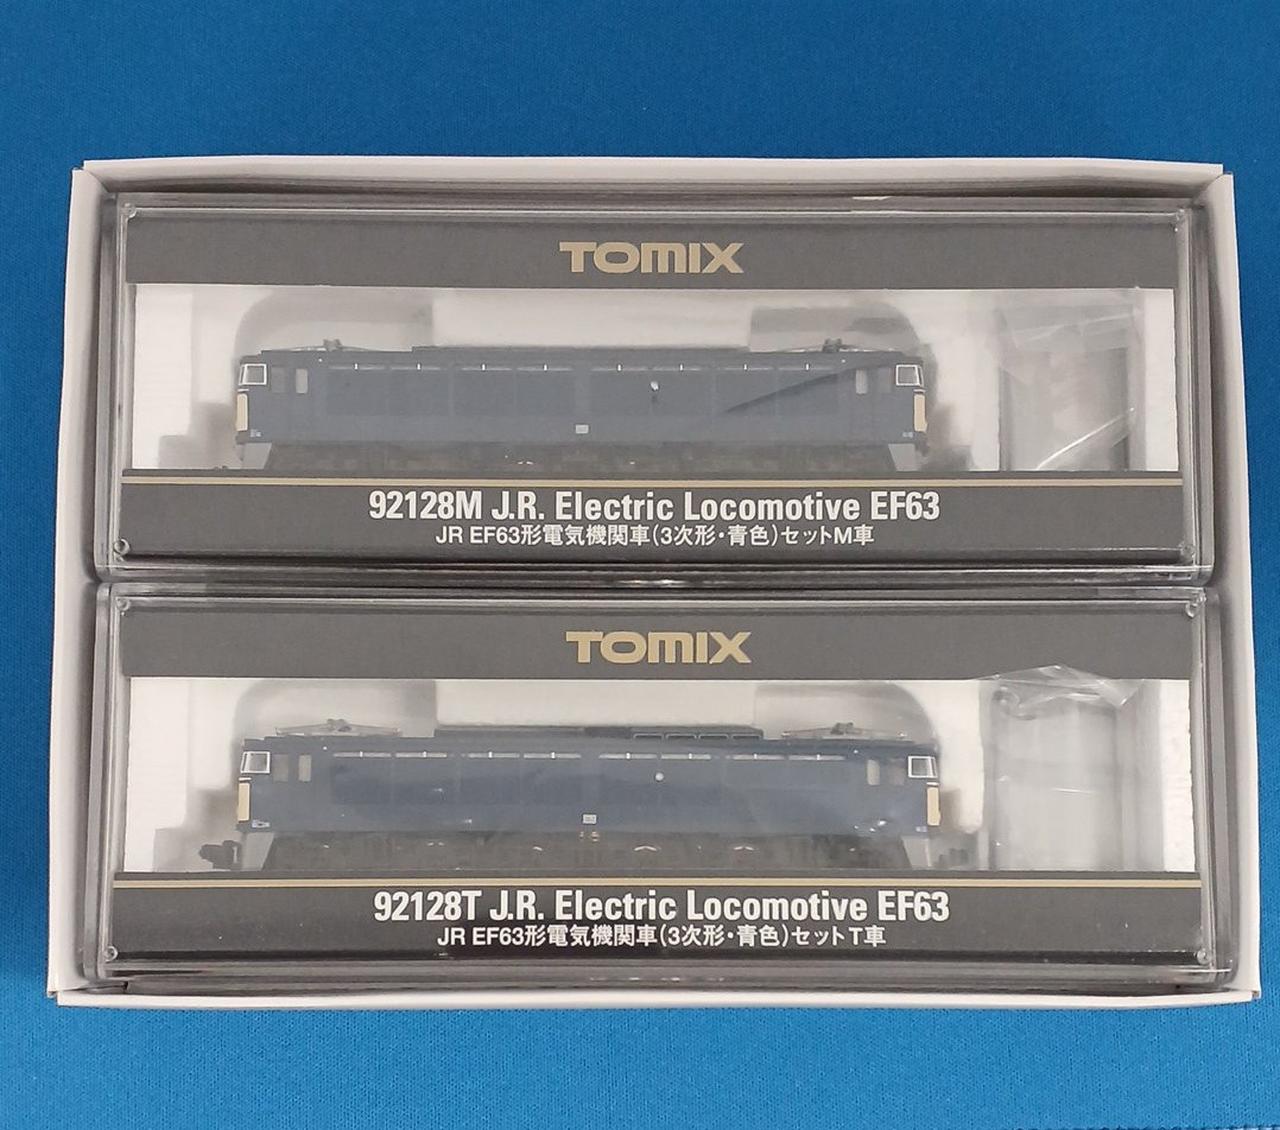 TOMIX
92128M J.R. Electric Locomotive EF63
JR EF63形電気機関車(3次形・青色)セットM車
TOMIX
92128T J.R. Electric Locomotive EF63
JR EF63形電気機関車(3次形・青色)セットT車